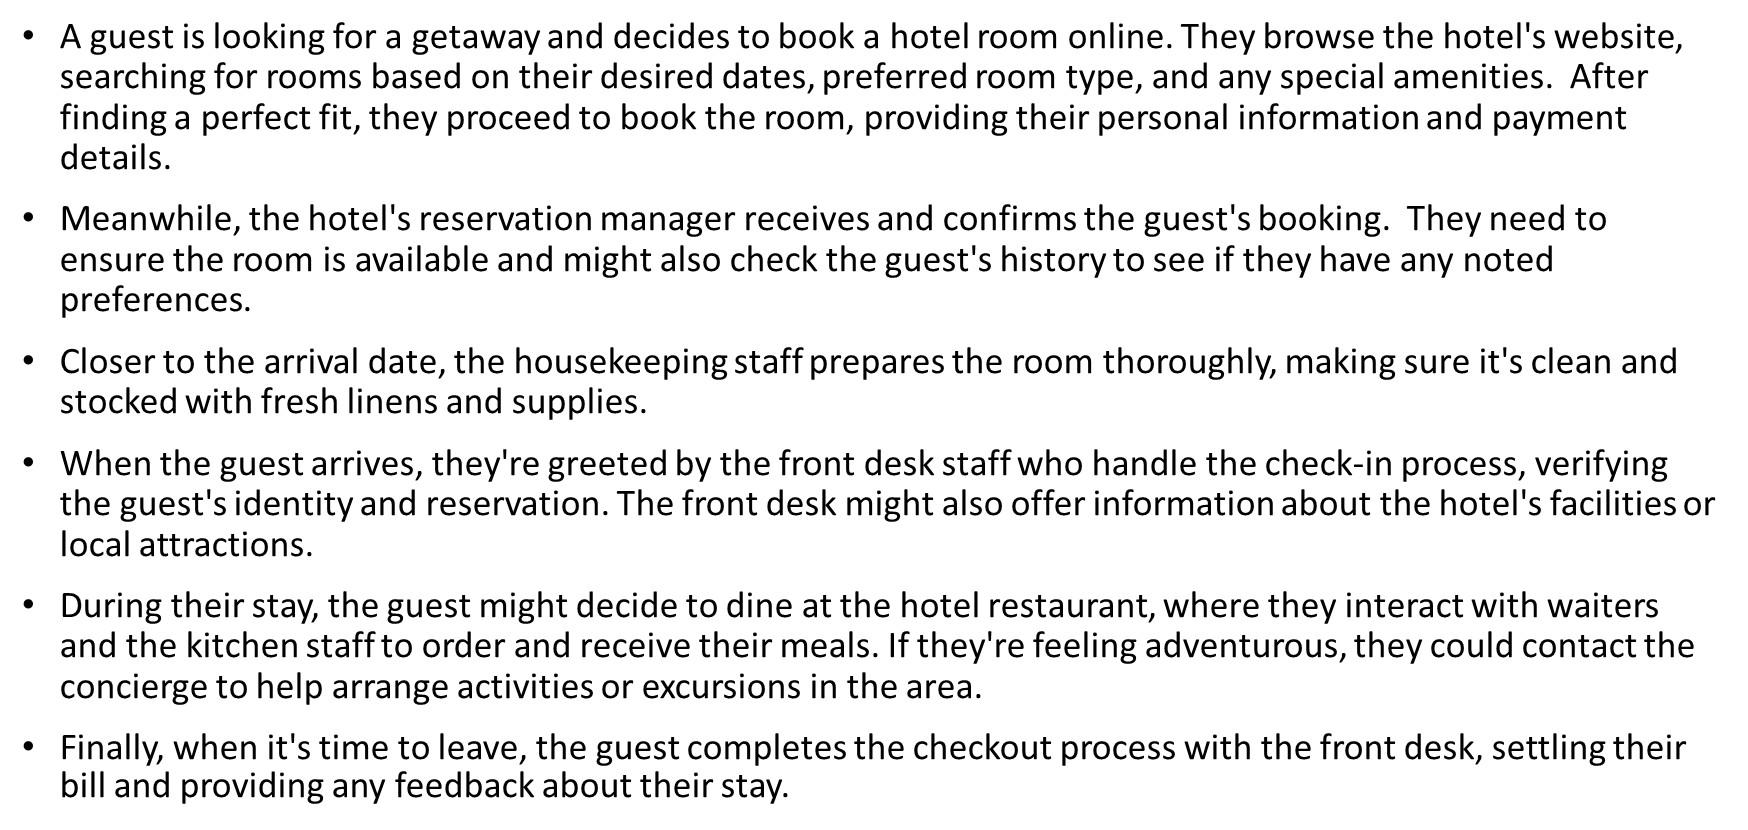 • A guest is looking for a getaway and decides to book a hotel room online. They browse the hotel's website,
searching for rooms based on their desired dates, preferred room type, and any special amenities.  After
finding a perfect fit, they proceed to book the room, providing their personal information and payment
details.
• Meanwhile, the hotel's reservation manager receives and confirms the guest's booking.  They need to
ensure the room is available and might also check the guest's history to see if they have any noted
preferences.
• Closer to the arrival date, the housekeeping staff prepares the room thoroughly, making sure it's clean and
stocked with fresh linens and supplies.
• When the guest arrives, they're greeted by the front desk staff who handle the check-in process, verifying
the guest's identity and reservation. The front desk might also offer information about the hotel's facilities or
local attractions.
• During their stay, the guest might decide to dine at the hotel restaurant, where they interact with waiters
and the kitchen staff to order and receive their meals. If they're feeling adventurous, they could contact the
concierge to help arrange activities or excursions in the area.
• Finally, when it's time to leave, the guest completes the checkout process with the front desk, settling their
bill and providing any feedback about their stay.